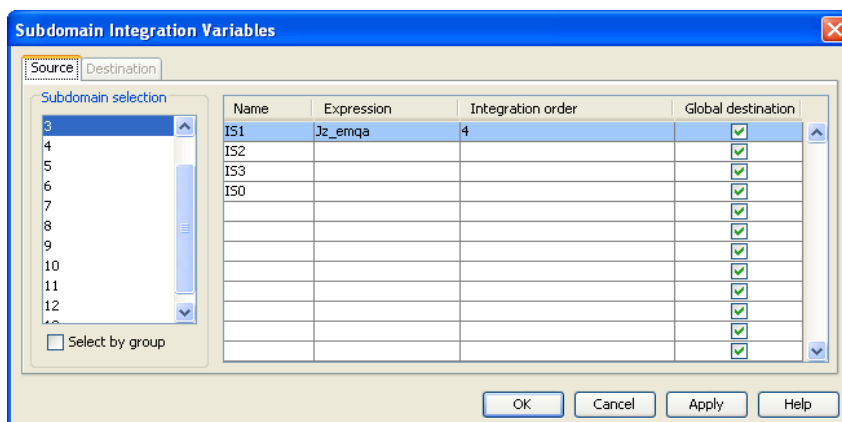 Subdomain Integration Variables
Source Destination
Subdomain selection
3
4
5
6
7
8
9
10
11
12
Select by group
Name Expression Integration order Global destination
IS1 Jz_emqa 4
IS2
IS3
IS0
OK Cancel Apply Help